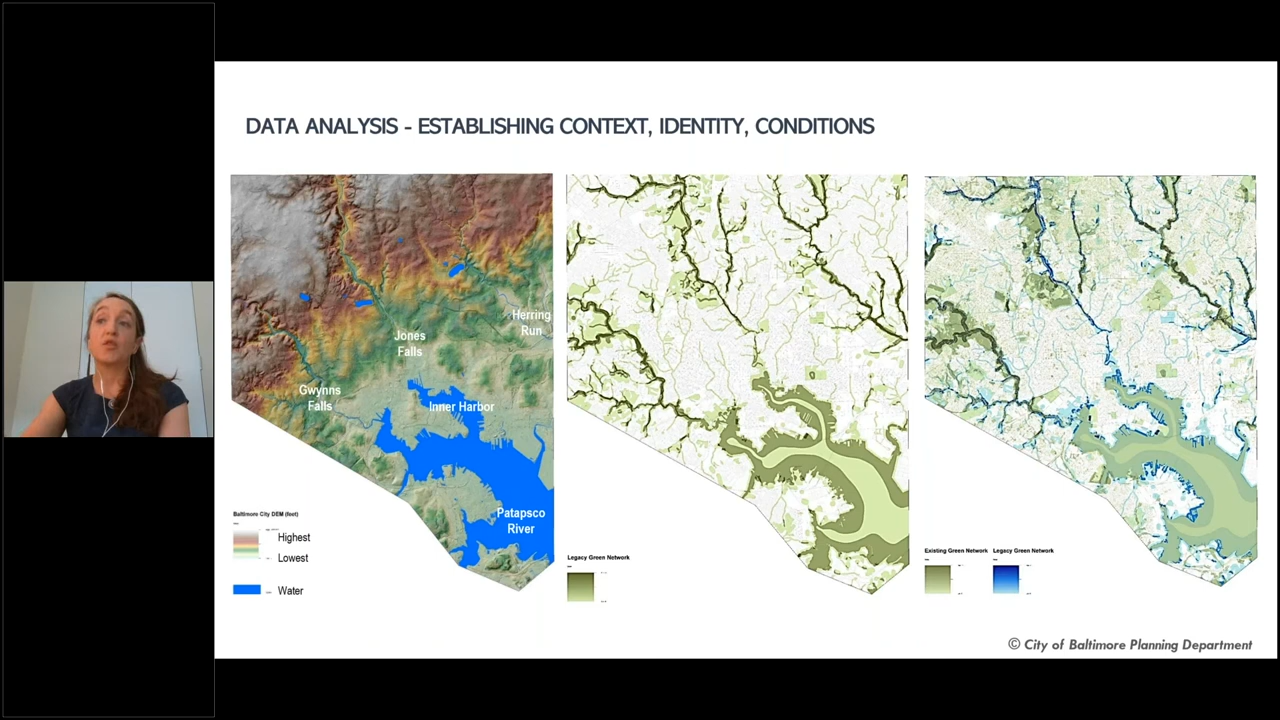 DATA ANALYSIS - ESTABLISHING CONTEXT, IDENTITY, CONDITIONS
Herring
Run
Jones
Falls
Gwynns
Falls
Inner Harbor
Patapsco
River
Baltimore City DEM (feet)
Highest
Lowest
Water
Legacy Green Network
Existing Green Network
Legacy Green Network
© City of Baltimore Planning Department